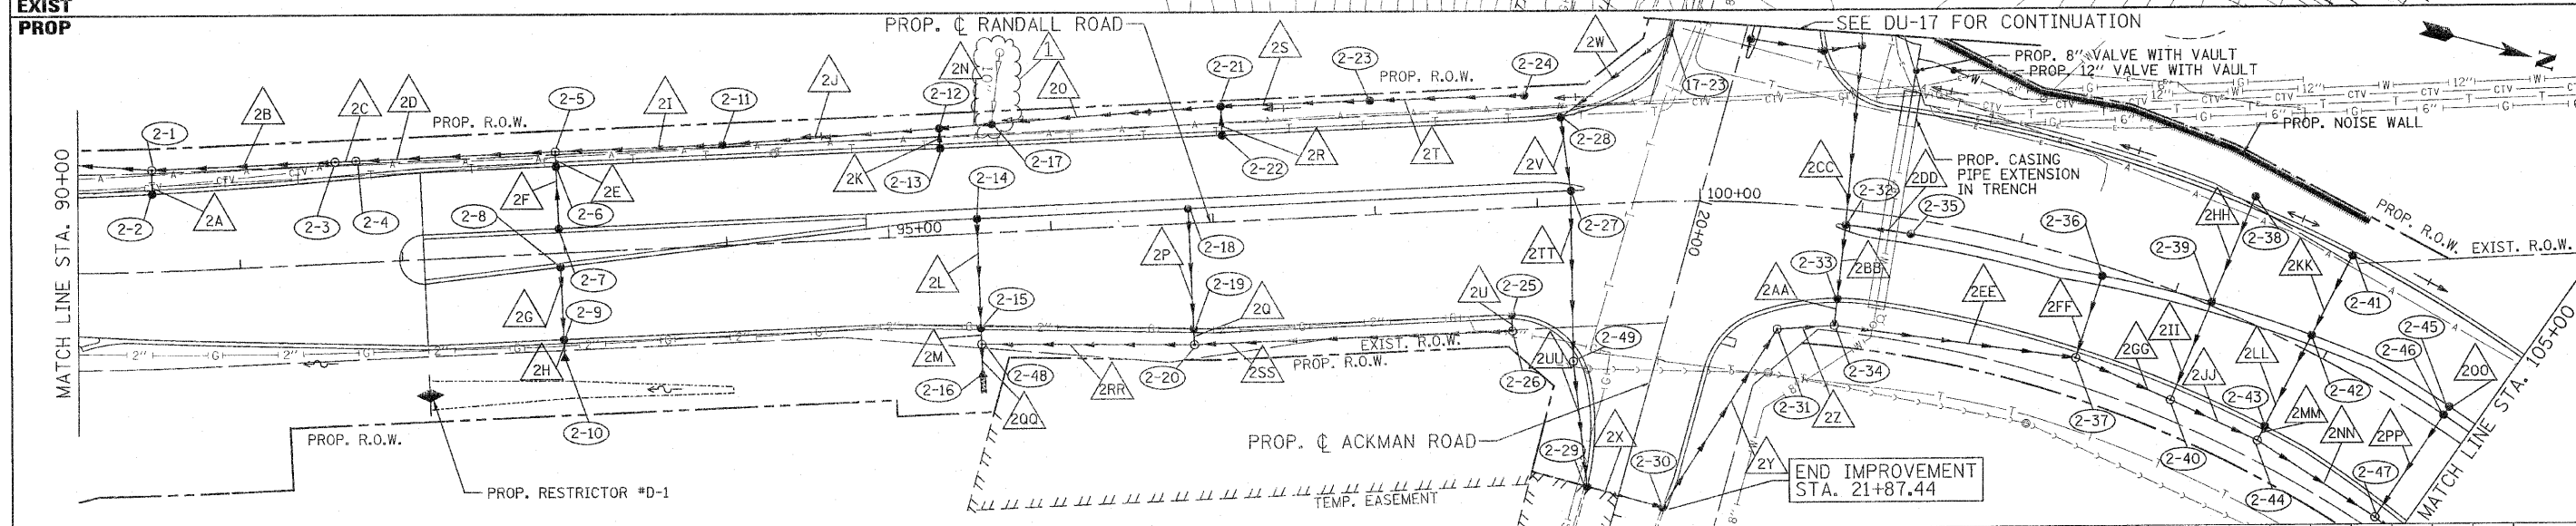 EXIST
PROP
PROP. ℄ RANDALL ROAD
SEE DU-17 FOR CONTINUATION
N
PROP. 8" VALVE WITH VAULT
PROP. 12" VALVE WITH VAULT
PROP. R.O.W.
PROP. R.O.W.
PROP. NOISE WALL
PROP. CASING
PIPE EXTENSION
IN TRENCH
MATCH LINE STA. 90+00
2-1
2-2
2-3
2-4
2-5
2-6
2-7
2-8
2-9
2-10
2-11
2-12
2-13
2-14
2-15
2-16
2-17
2-18
2-19
2-20
2-21
2-22
2-23
2-24
2-25
2-26
2-27
2-28
2-29
2-30
2-31
2-32
2-33
2-34
2-35
2-36
2-37
2-38
2-39
2-40
2-41
2-42
2-43
2-44
2-45
2-46
2-47
2-48
2-49
17-23
2A
2B
2C
2D
2E
2F
2G
2H
2I
2J
2K
2L
2M
2N
2O
2P
2Q
2R
2S
2T
2U
2V
2W
2X
2Y
2Z
2AA
2BB
2CC
2DD
2EE
2FF
2GG
2HH
2II
2JJ
2KK
2LL
2MM
2NN
2OO
2PP
2QQ
2RR
2SS
2TT
2UU
1
10'
95+00
100+00
20+00
PROP. R.O.W.
EXIST. R.O.W.
EXIST. R.O.W.
PROP. R.O.W.
PROP. R.O.W.
PROP. RESTRICTOR #D-1
PROP. ℄ ACKMAN ROAD
TEMP. EASEMENT
END IMPROVEMENT
STA. 21+87.44
MATCH LINE STA. 105+00